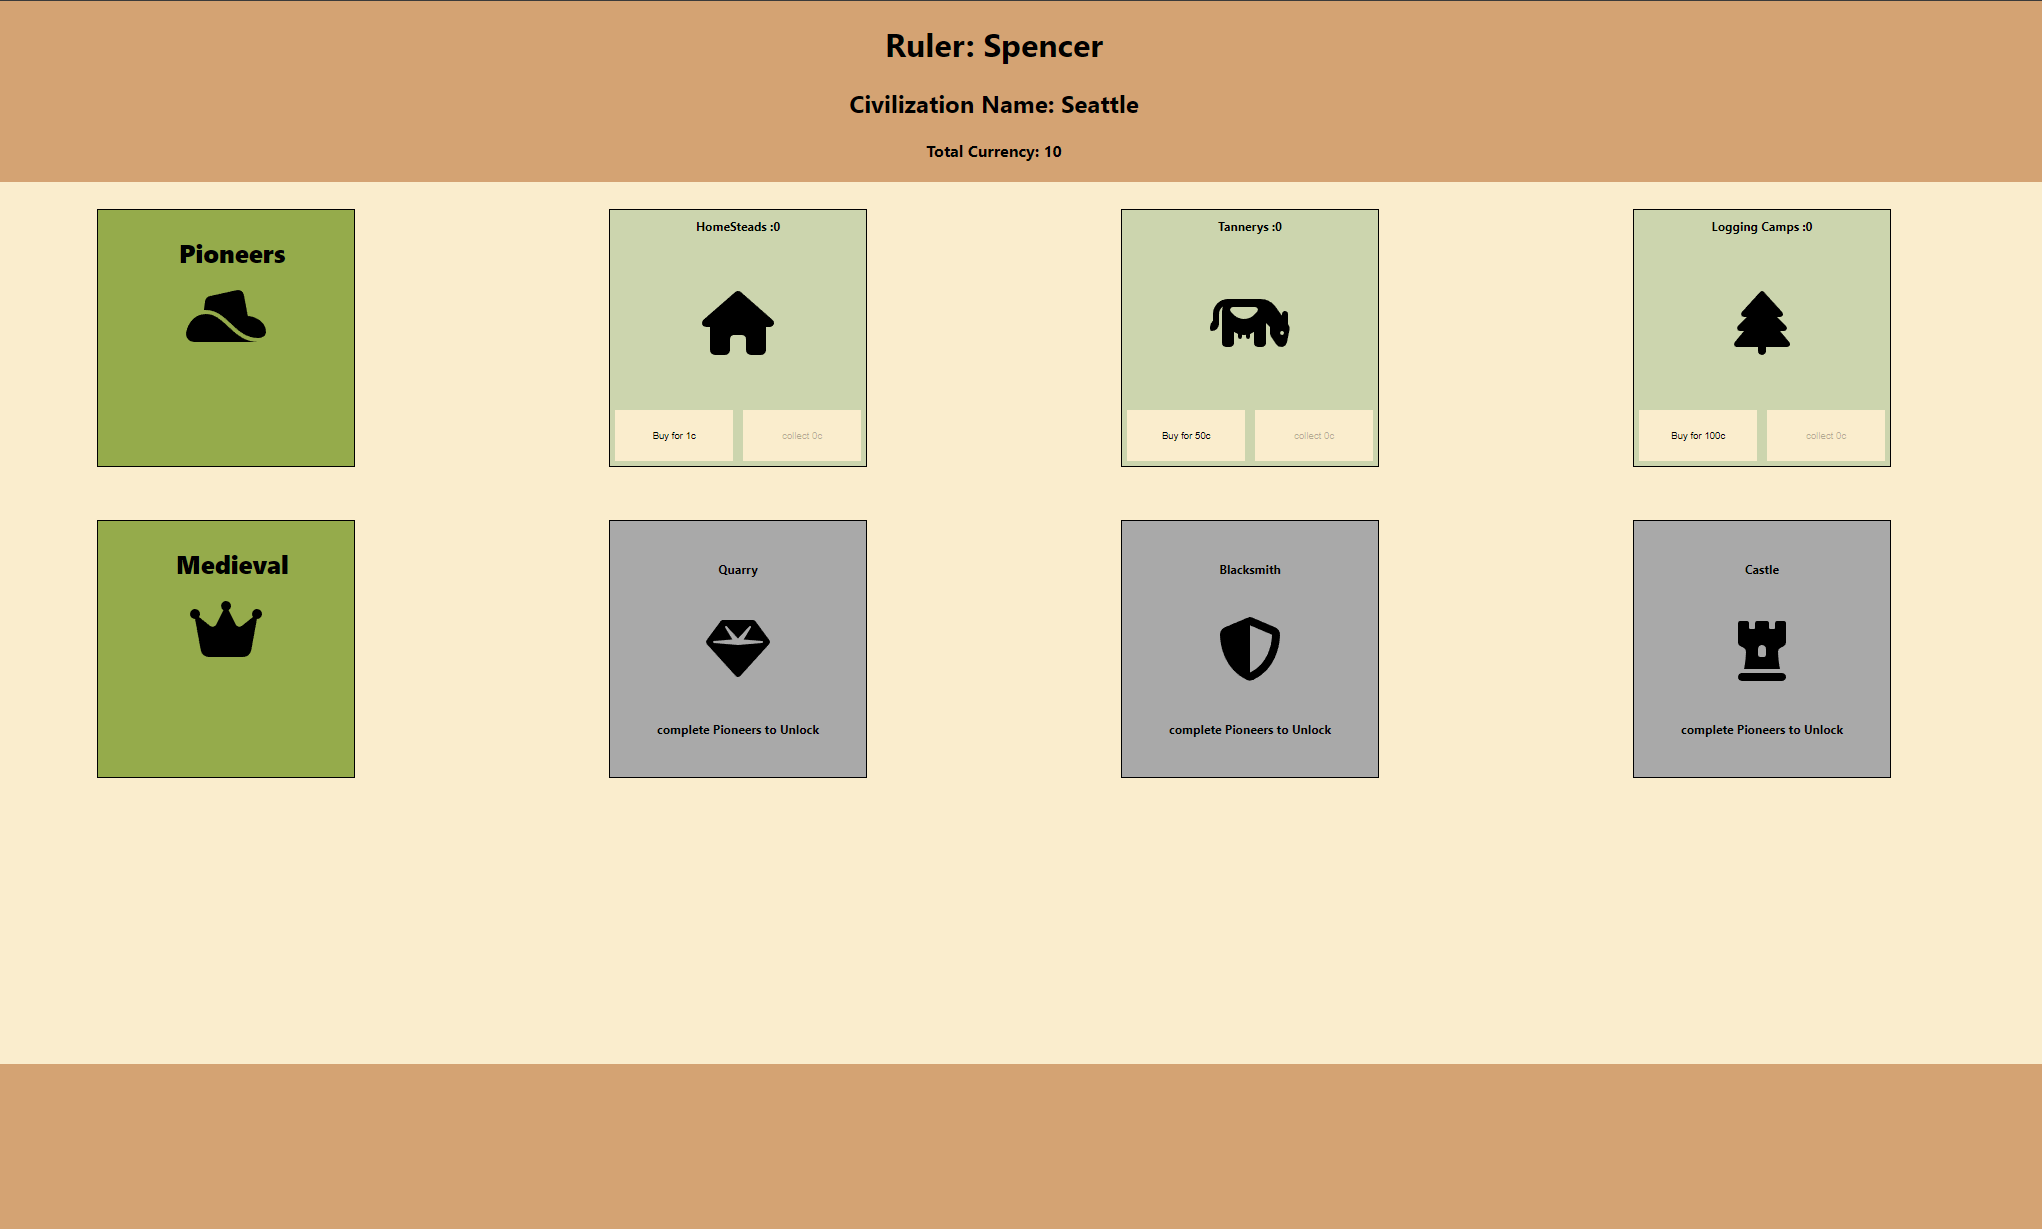 Ruler: Spencer
Civilization Name: Seattle
Total Currency: 10
Pioneers
HomeSteads :0
Buy for 1c
collect 0c
Tannerys :0
Buy for 50c
collect 0c
Logging Camps :0
Buy for 100c
collect 0c
Medieval
Quarry
complete Pioneers to Unlock
Blacksmith
complete Pioneers to Unlock
Castle
complete Pioneers to Unlock